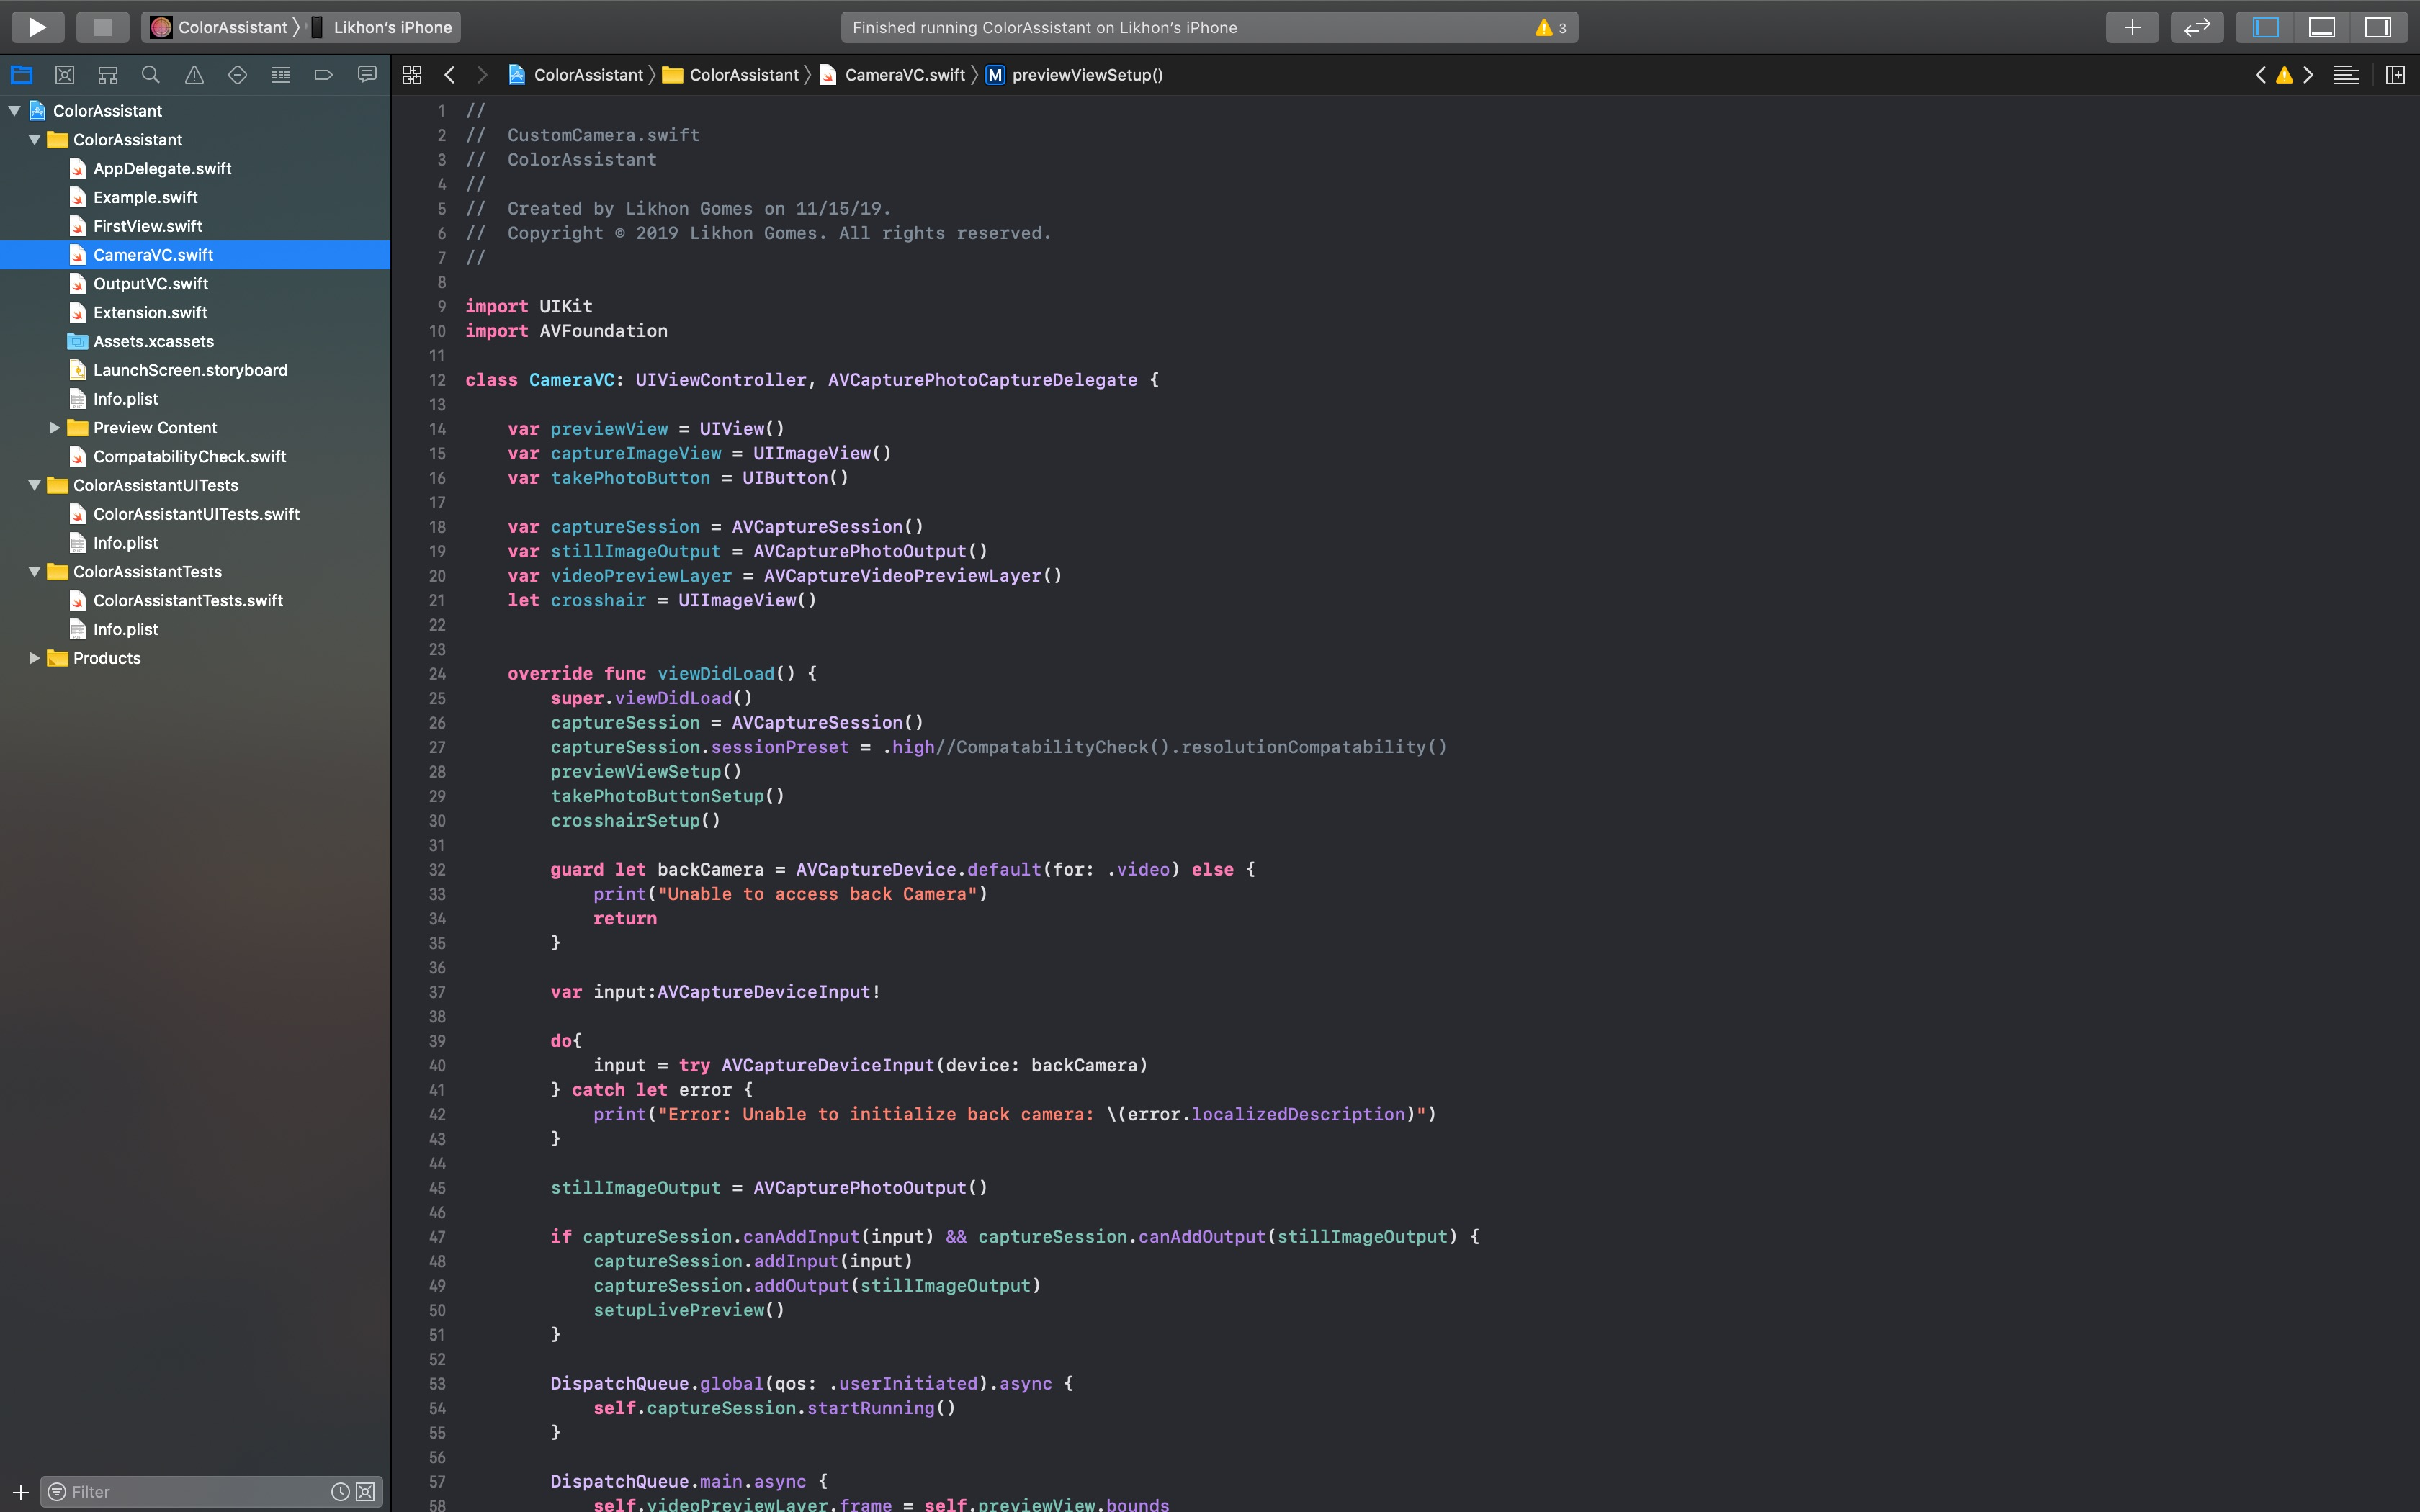 ColorAssistant
Likhon's iPhone
Finished running ColorAssistant on Likhon's iPhone
3
ColorAssistant
ColorAssistant
CameraVC.swift
M previewViewSetup()
ColorAssistant
ColorAssistant
AppDelegate.swift
Example.swift
FirstView.swift
CameraVC.swift
OutputVC.swift
Extension.swift
Assets.xcassets
LaunchScreen.storyboard
Info.plist
Preview Content
CompatabilityCheck.swift
ColorAssistantUITests
ColorAssistantUITests.swift
Info.plist
ColorAssistantTests
ColorAssistantTests.swift
Info.plist
Products
Filter
1 //
2 //  CustomCamera.swift
3 //  ColorAssistant
4 //
5 //  Created by Likhon Gomes on 11/15/19.
6 //  Copyright © 2019 Likhon Gomes. All rights reserved.
7 //
8
9 import UIKit
10 import AVFoundation
11
12 class CameraVC: UIViewController, AVCapturePhotoCaptureDelegate {
13
14     var previewView = UIView()
15     var captureImageView = UIImageView()
16     var takePhotoButton = UIButton()
17
18     var captureSession = AVCaptureSession()
19     var stillImageOutput = AVCapturePhotoOutput()
20     var videoPreviewLayer = AVCaptureVideoPreviewLayer()
21     let crosshair = UIImageView()
22
23
24     override func viewDidLoad() {
25         super.viewDidLoad()
26         captureSession = AVCaptureSession()
27         captureSession.sessionPreset = .high//CompatabilityCheck().resolutionCompatability()
28         previewViewSetup()
29         takePhotoButtonSetup()
30         crosshairSetup()
31
32         guard let backCamera = AVCaptureDevice.default(for: .video) else {
33             print("Unable to access back Camera")
34             return
35         }
36
37         var input:AVCaptureDeviceInput!
38
39         do{
40             input = try AVCaptureDeviceInput(device: backCamera)
41         } catch let error {
42             print("Error: Unable to initialize back camera: \(error.localizedDescription)")
43         }
44
45         stillImageOutput = AVCapturePhotoOutput()
46
47         if captureSession.canAddInput(input) && captureSession.canAddOutput(stillImageOutput) {
48             captureSession.addInput(input)
49             captureSession.addOutput(stillImageOutput)
50             setupLivePreview()
51         }
52
53         DispatchQueue.global(qos: .userInitiated).async {
54             self.captureSession.startRunning()
55         }
56
57         DispatchQueue.main.async {
58             self.videoPreviewLayer.frame = self.previewView.bounds